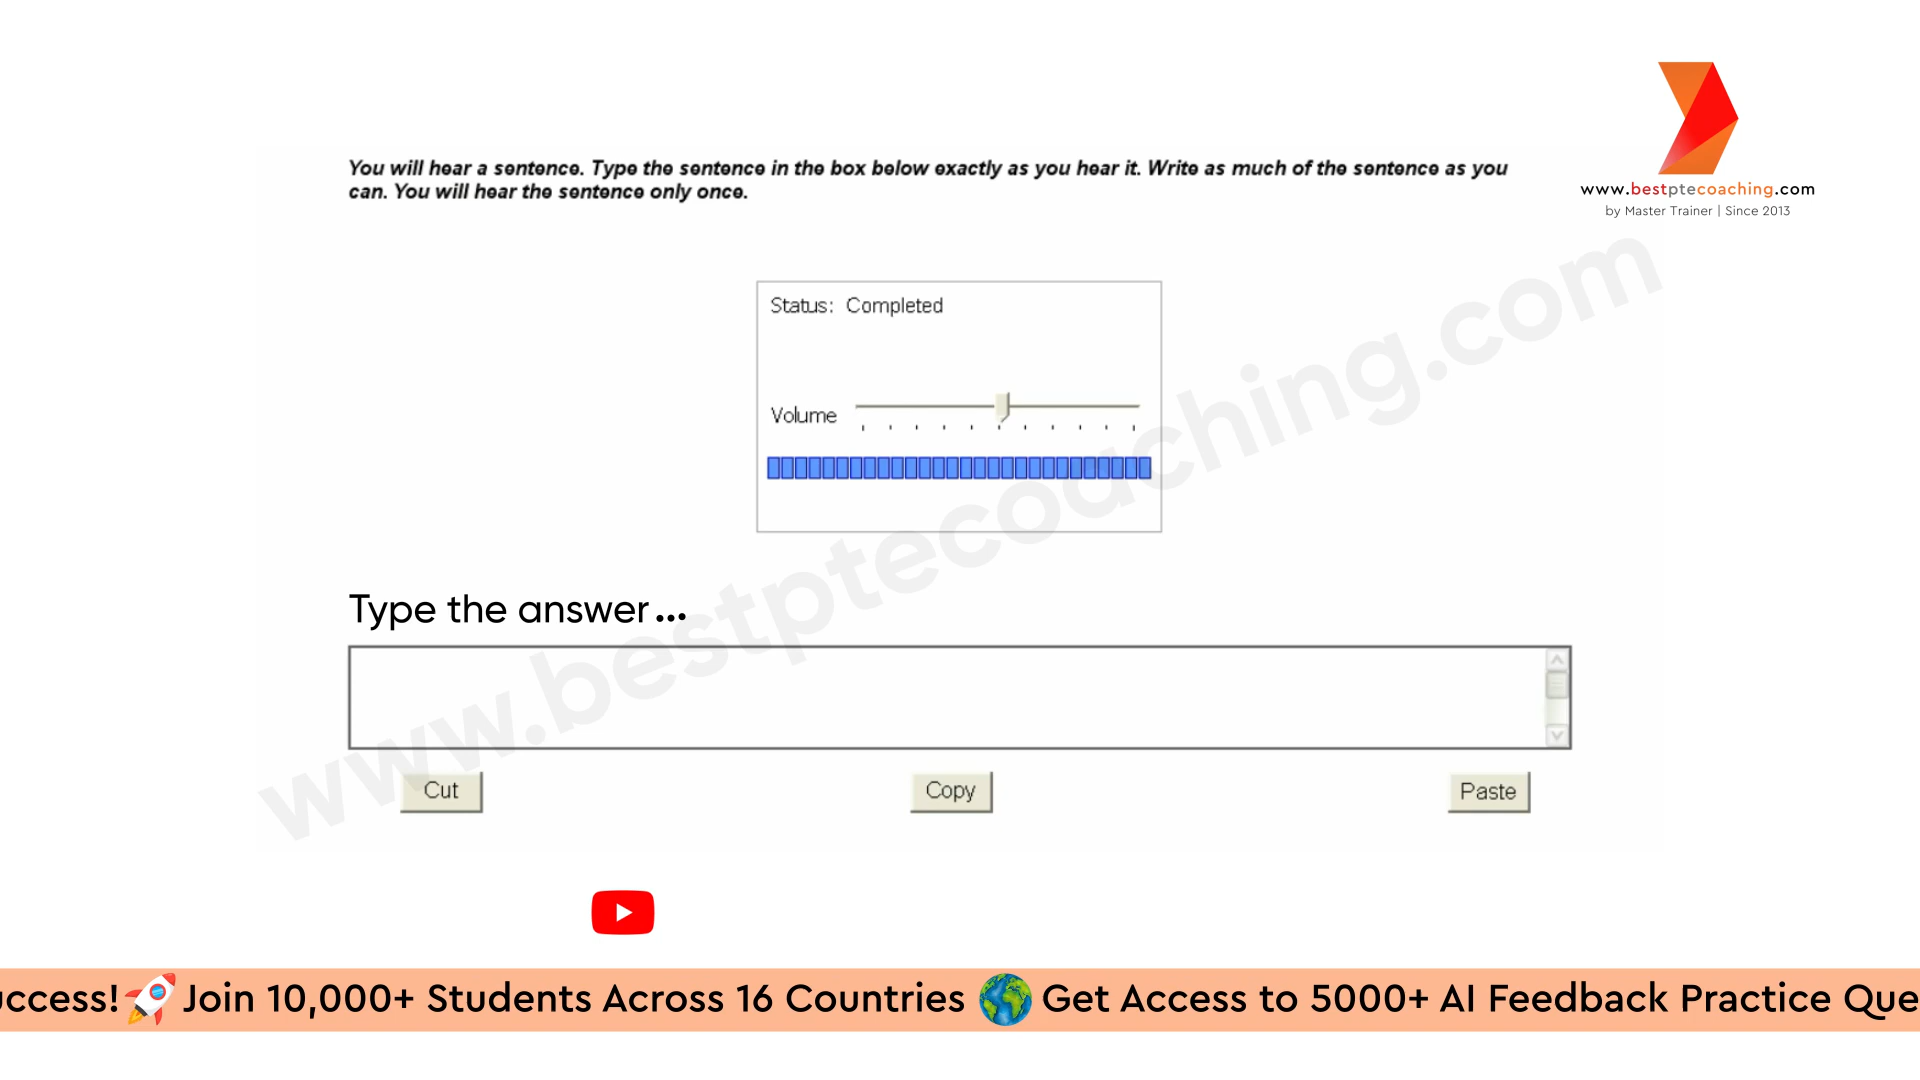 You will hear a sentence. Type the sentence in the box below exactly as you hear it. Write as much of the sentence as you
can. You will hear the sentence only once.
www.bestptecoaching.com
by Master Trainer | Since 2013
Status: Completed
Volume
www.bestptecoaching.com
Type the answer...
Cut
Copy
Paste
uccess! Join 10,000+ Students Across 16 Countries Get Access to 5000+ AI Feedback Practice Que